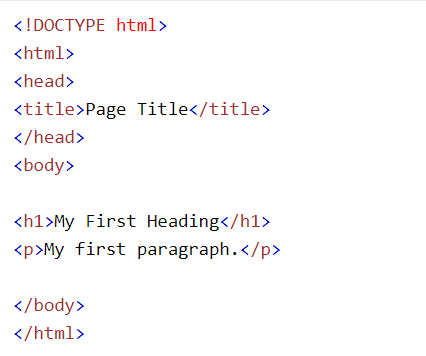 <!DOCTYPE html>
<html>
<head>
<title>Page Title</title>
</head>
<body>
<h1>My First Heading</h1>
<p>My first paragraph.</p>
</body>
</html>